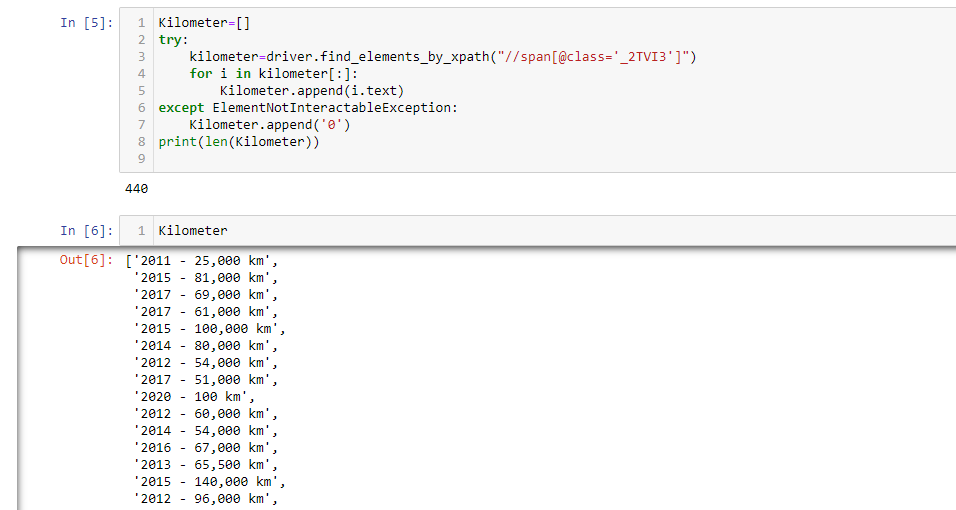 In [5]:
1 Kilometer=[]
2 try:
3     kilometer=driver.find_elements_by_xpath("//span[@class='_2TVI3']")
4     for i in kilometer[:]:
5         Kilometer.append(i.text)
6 except ElementNotInteractableException:
7     Kilometer.append('0')
8 print(len(Kilometer))
9
440
In [6]: 1 Kilometer
Out[6]: ['2011 - 25,000 km',
'2015 - 81,000 km',
'2017 - 69,000 km',
'2017 - 61,000 km',
'2015 - 100,000 km',
'2014 - 80,000 km',
'2012 - 54,000 km',
'2017 - 51,000 km',
'2020 - 100 km',
'2012 - 60,000 km',
'2014 - 54,000 km',
'2016 - 67,000 km',
'2013 - 65,500 km',
'2015 - 140,000 km',
'2012 - 96,000 km',